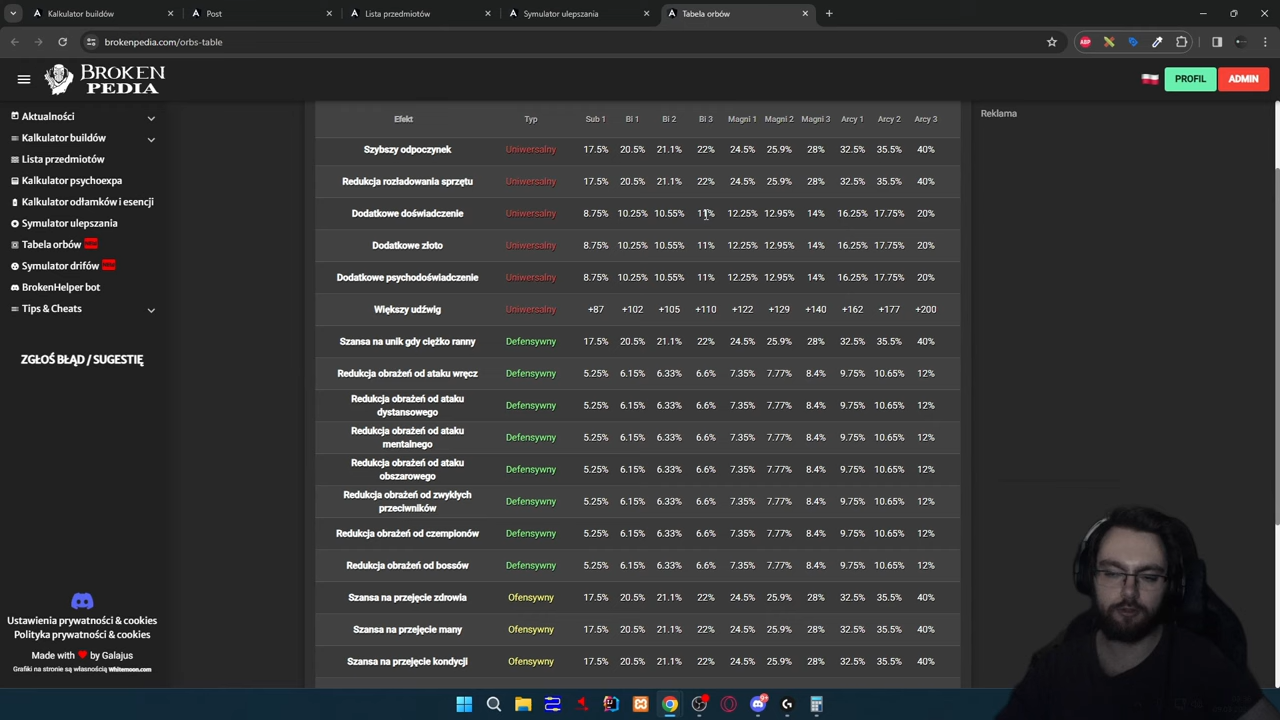 Kalkulator buildów
Post
Lista przedmiotów
Symulator ulepszania
Tabela orbów
brokenpedia.com/orbs-table
ABP
BROKEN
PEDIA
PROFIL
ADMIN
Aktualności
Kalkulator buildów
Lista przedmiotów
Kalkulator psychoexpa
Kalkulator odłamków i esencji
Symulator ulepszania
Tabela orbów
Symulator drifów
BrokenHelper bot
Tips & Cheats
ZGŁOŚ BŁĄD / SUGESTIĘ
Ustawienia prywatności & cookies
Polityka prywatności & cookies
Made with ❤ by Galajus
Grafiki na stronie są własnością Whitemoon.com
Efekt Typ Sub 1 Bi 1 Bi 2 Bi 3 Magni 1 Magni 2 Magni 3 Arcy 1 Arcy 2 Arcy 3
Szybszy odpoczynek Uniwersalny 17.5% 20.5% 21.1% 22% 24.5% 25.9% 28% 32.5% 35.5% 40%
Redukcja rozładowania sprzętu Uniwersalny 17.5% 20.5% 21.1% 22% 24.5% 25.9% 28% 32.5% 35.5% 40%
Dodatkowe doświadczenie Uniwersalny 8.75% 10.25% 10.55% 11% 12.25% 12.95% 14% 16.25% 17.75% 20%
Dodatkowe złoto Uniwersalny 8.75% 10.25% 10.55% 11% 12.25% 12.95% 14% 16.25% 17.75% 20%
Dodatkowe psychodoświadczenie Uniwersalny 8.75% 10.25% 10.55% 11% 12.25% 12.95% 14% 16.25% 17.75% 20%
Większy udźwig Uniwersalny +87 +102 +105 +110 +122 +129 +140 +162 +177 +200
Szansa na unik gdy ciężko ranny Defensywny 17.5% 20.5% 21.1% 22% 24.5% 25.9% 28% 32.5% 35.5% 40%
Redukcja obrażeń od ataku wręcz Defensywny 5.25% 6.15% 6.33% 6.6% 7.35% 7.77% 8.4% 9.75% 10.65% 12%
Redukcja obrażeń od ataku
dystansowego Defensywny 5.25% 6.15% 6.33% 6.6% 7.35% 7.77% 8.4% 9.75% 10.65% 12%
Redukcja obrażeń od ataku
mentalnego Defensywny 5.25% 6.15% 6.33% 6.6% 7.35% 7.77% 8.4% 9.75% 10.65% 12%
Redukcja obrażeń od ataku
obszarowego Defensywny 5.25% 6.15% 6.33% 6.6% 7.35% 7.77% 8.4% 9.75% 10.65% 12%
Redukcja obrażeń od zwykłych
przeciwników Defensywny 5.25% 6.15% 6.33% 6.6% 7.35% 7.77% 8.4% 9.75% 10.65% 12%
Redukcja obrażeń od czempionów Defensywny 5.25% 6.15% 6.33% 6.6% 7.35% 7.77% 8.4% 9.75% 10.65% 12%
Redukcja obrażeń od bossów Defensywny 5.25% 6.15% 6.33% 6.6% 7.35% 7.77% 8.4% 9.75% 10.65% 12%
Szansa na przejęcie zdrowia Ofensywny 17.5% 20.5% 21.1% 22% 24.5% 25.9% 28% 32.5% 35.5% 40%
Szansa na przejęcie many Ofensywny 17.5% 20.5% 21.1% 22% 24.5% 25.9% 28% 32.5% 35.5% 40%
Szansa na przejęcie kondycji Ofensywny 17.5% 20.5% 21.1% 22% 24.5% 25.9% 28% 32.5% 35.5% 40%
Reklama